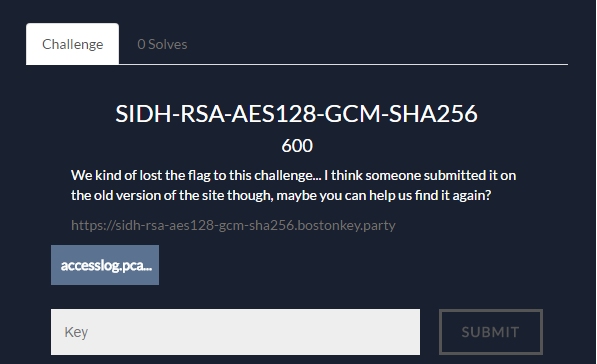 Challenge
0 Solves
SIDH-RSA-AES128-GCM-SHA256
600
We kind of lost the flag to this challenge... I think someone submitted it on
the old version of the site though, maybe you can help us find it again?
https://sidh-rsa-aes128-gcm-sha256.bostonkey.party
accesslog.pca...
Key
SUBMIT